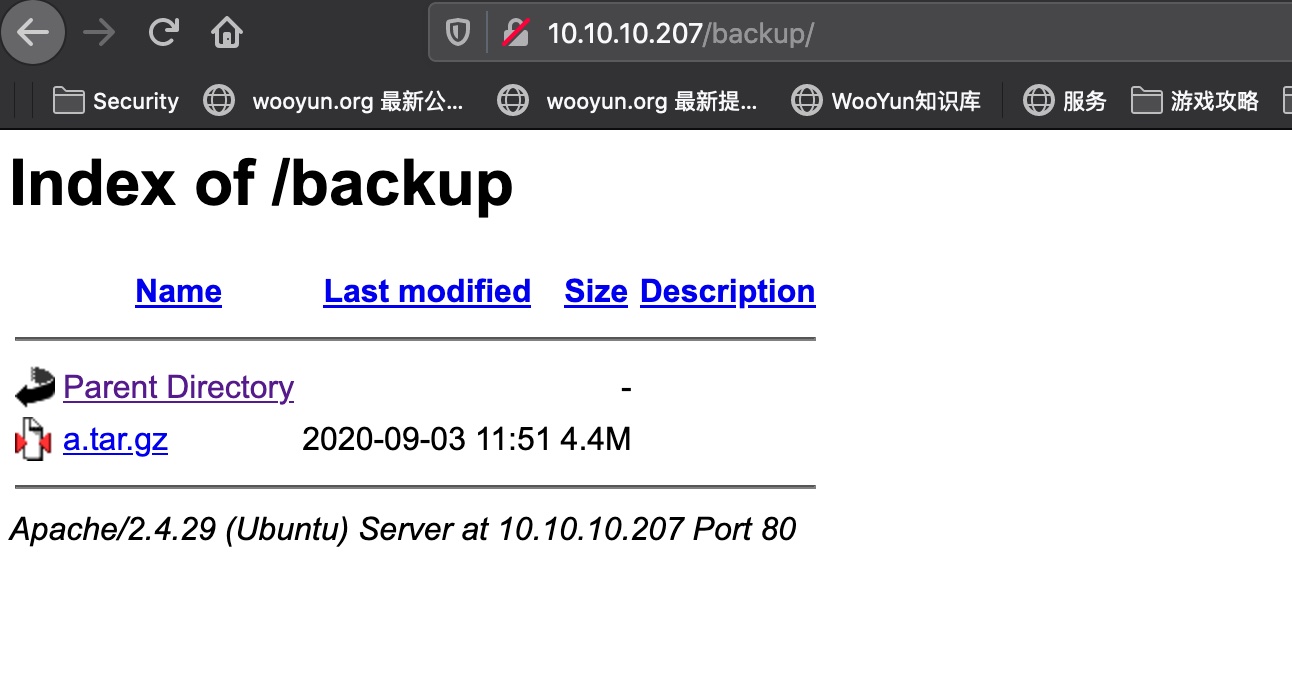 10.10.10.207/backup/
Security wooyun.org 最新公... wooyun.org 最新提... WooYun知识库 服务 游戏攻略
Index of /backup
Name Last modified Size Description
Parent Directory -
a.tar.gz 2020-09-03 11:51 4.4M
Apache/2.4.29 (Ubuntu) Server at 10.10.10.207 Port 80